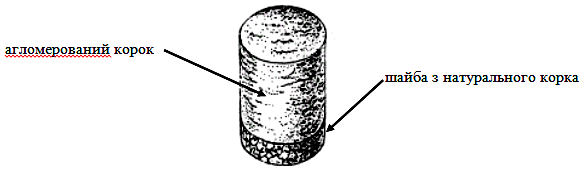 агломерований корок
шайба з натурального корка